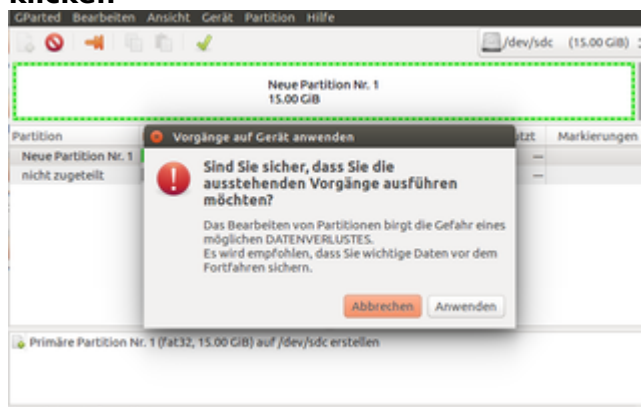 klicken
GParted Bearbeiten Ansicht Gerät Partition Hilfe
/dev/sdc (15.00 GiB)
Neue Partition Nr. 1
15.00 GiB
Partition
Vorgänge auf Gerät anwenden
utzt Markierungen
Neue Partition Nr. 1
---
nicht zugeteilt
---
Sind Sie sicher, dass Sie die
ausstehenden Vorgänge ausführen
möchten?
Das Bearbeiten von Partitionen birgt die Gefahr eines
möglichen DATENVERLUSTES.
Es wird empfohlen, dass Sie wichtige Daten vor dem
Fortfahren sichern.
Abbrechen Anwenden
Primäre Partition Nr. 1 (fat32, 15.00 GiB) auf /dev/sdc erstellen